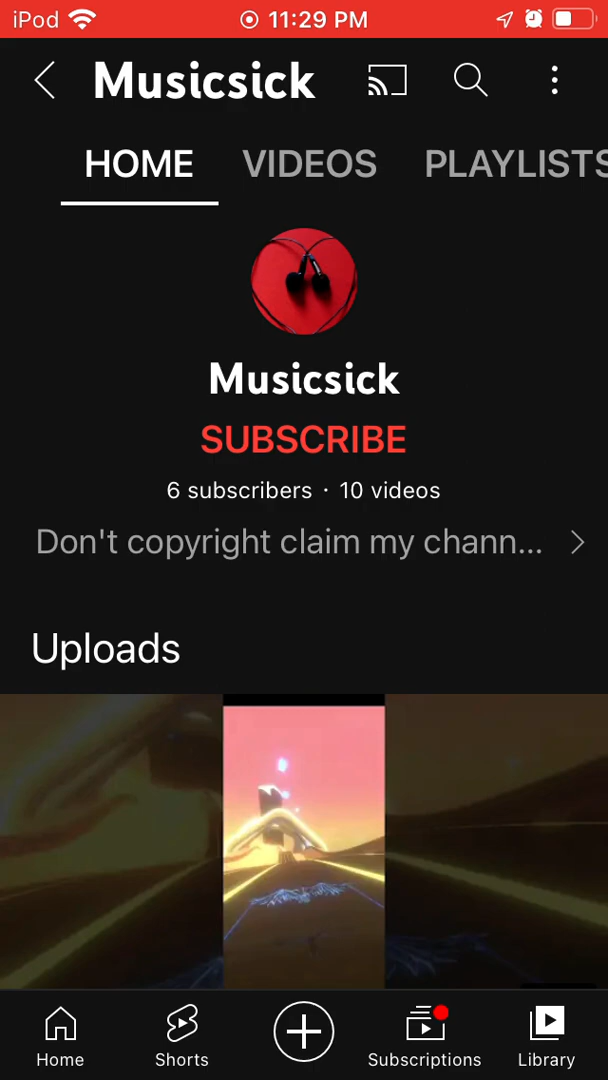 iPod 11:29 PM
Musicsick
HOME VIDEOS PLAYLISTS
Musicsick
SUBSCRIBE
6 subscribers · 10 videos
Don't copyright claim my chann...
Uploads
Home Shorts Subscriptions Library